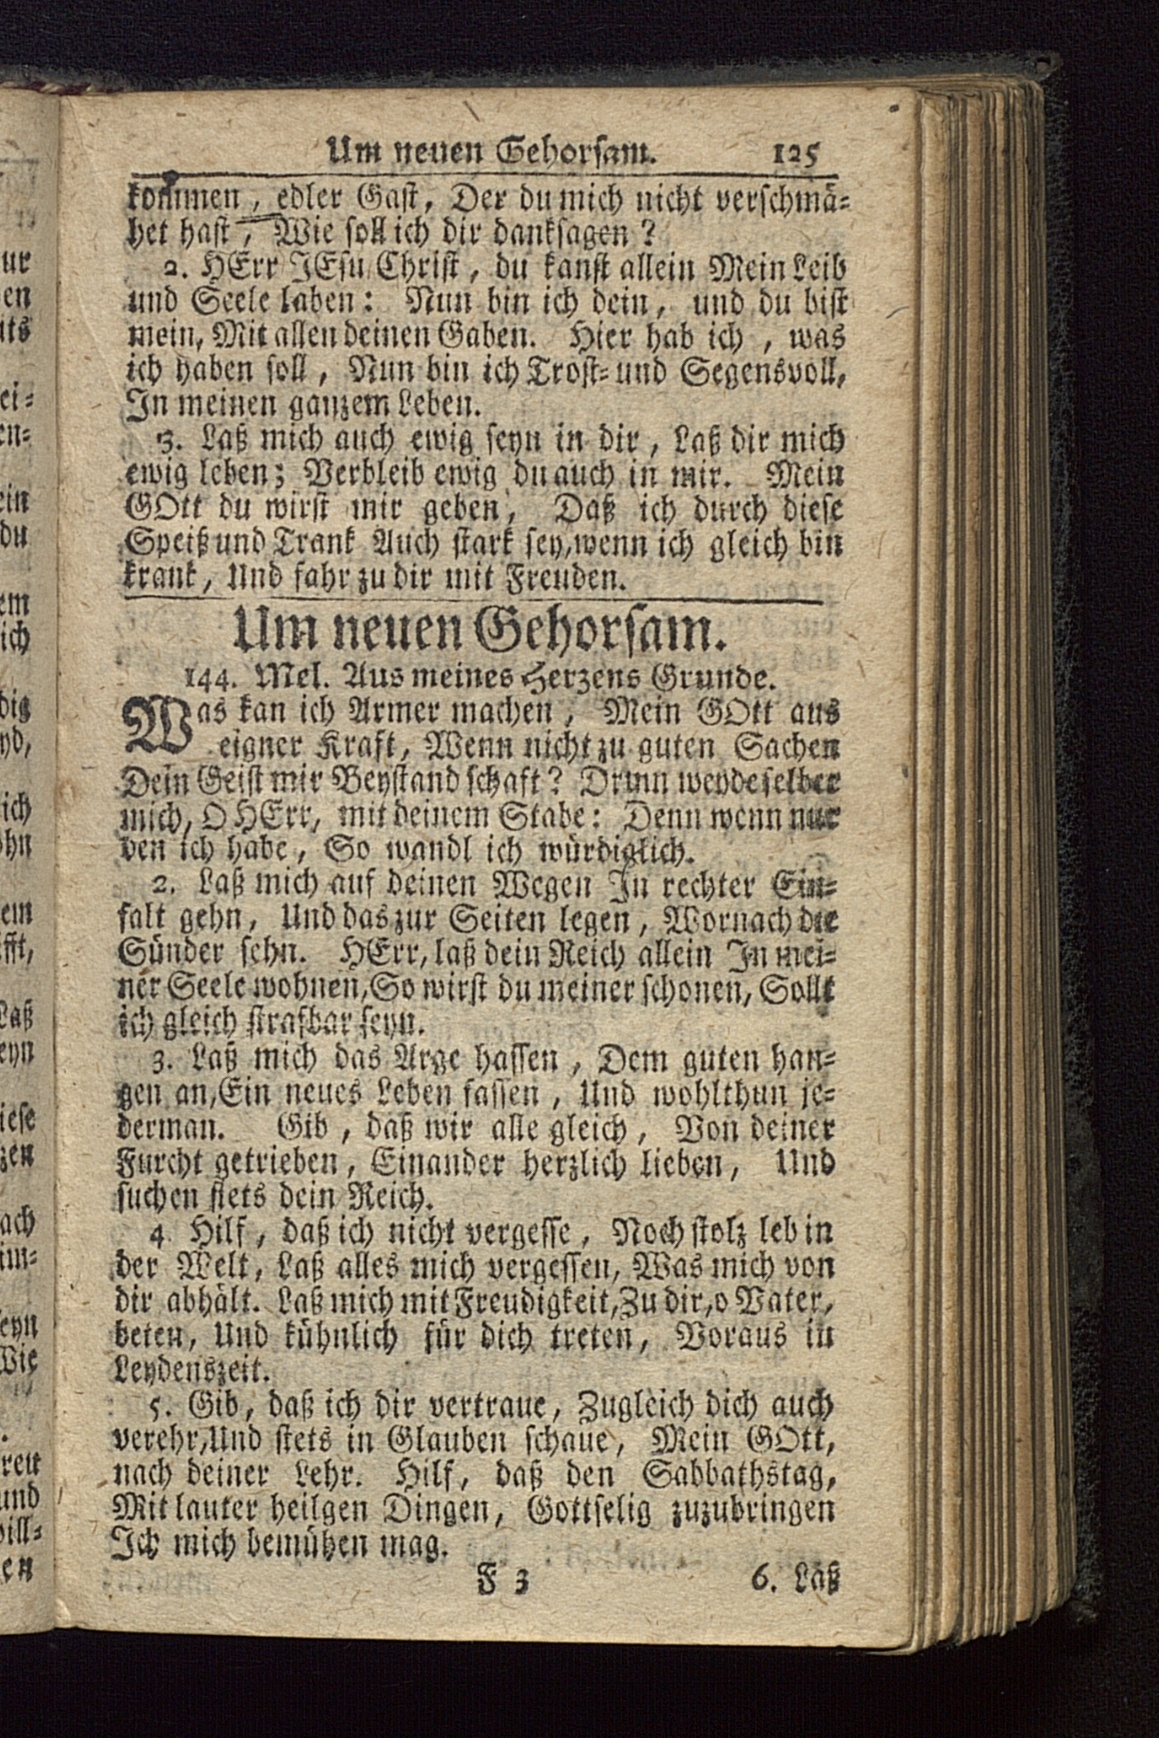 Um neuen Gehorsam. 125
kommen, edler Gast, Der du mich nicht verschmä-
het hast, Wie soll ich dir danksagen?
2. HErr JEsu Christ, du kanst allein Mein Leib
und Seele laben: Nun bin ich dein, und du bist
mein, Mit allen deinen Gaben. Hier hab ich, was
ich haben soll, Nun bin ich Trost- und Segensvoll,
In meinen ganzem Leben.
3. Laß mich auch ewig seyn in dir, Laß dir mich
ewig leben; Verbleib ewig du auch in mir. Mein
GOtt du wirst mir geben, Daß ich durch diese
Speiß und Trank Auch stark sey, wenn ich gleich bin
krank, Und fahr zu dir mit Freuden.
Um neuen Gehorsam.
144. Mel. Aus meines Herzens Grunde.
Was kan ich Armer machen, Mein GOtt aus
eigner Kraft, Wenn nicht zu guten Sachen
Dein Geist mir Beystand schaft? Drum weyde selber
mich, O HErr, mit deinem Stabe: Denn wenn nur
den ich habe, So wandl ich würdiglich.
2. Laß mich auf deinen Wegen In rechter Ein-
falt gehn, Und das zur Seiten legen, Wornach die
Sünder sehn. HErr, laß dein Reich allein In mei-
ner Seele wohnen, So wirst du meiner schonen, Sollt
ich gleich strafbar seyn.
3. Laß mich das Arge hassen, Dem guten han-
gen an, Ein neues Leben fassen, Und wohlthun je-
derman. Gib, daß wir alle gleich, Von deiner
Furcht getrieben, Einander herzlich lieben, Und
suchen stets dein Reich.
4 Hilf, daß ich nicht vergesse, Noch stolz leb in
der Welt, Laß alles mich vergessen, Was mich von
dir abhält. Laß mich mit Freudigkeit, Zu dir, o Vater,
beten, Und kühnlich für dich treten, Voraus in
Leydenszeit.
5. Gib, daß ich dir vertraue, Zugleich dich auch
verehr, Und stets in Glauben schaue, Mein GOtt,
nach deiner Lehr. Hilf, daß den Sabbathstag,
Mit lauter heilgen Dingen, Gottselig zuzubringen
Ich mich bemühen mag.
F 3 6. Laß